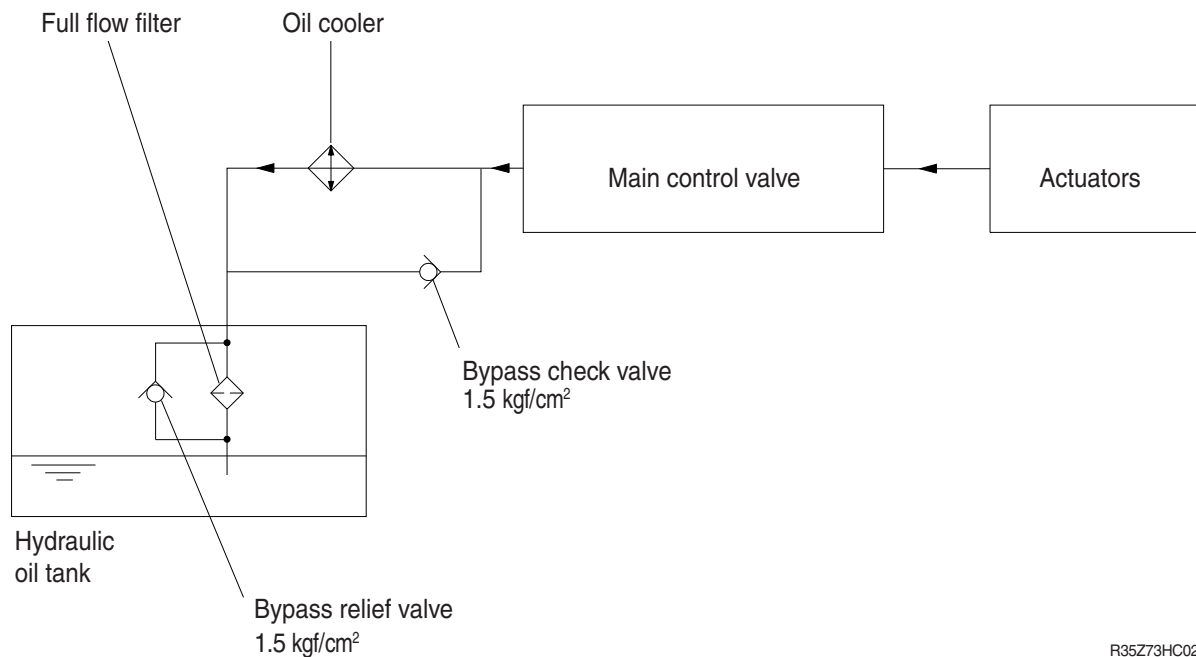 Full flow filter
Oil cooler
Main control valve
Actuators
Bypass check valve
1.5 kgf/cm²
Hydraulic
oil tank
Bypass relief valve
1.5 kgf/cm²
R35Z73HC02